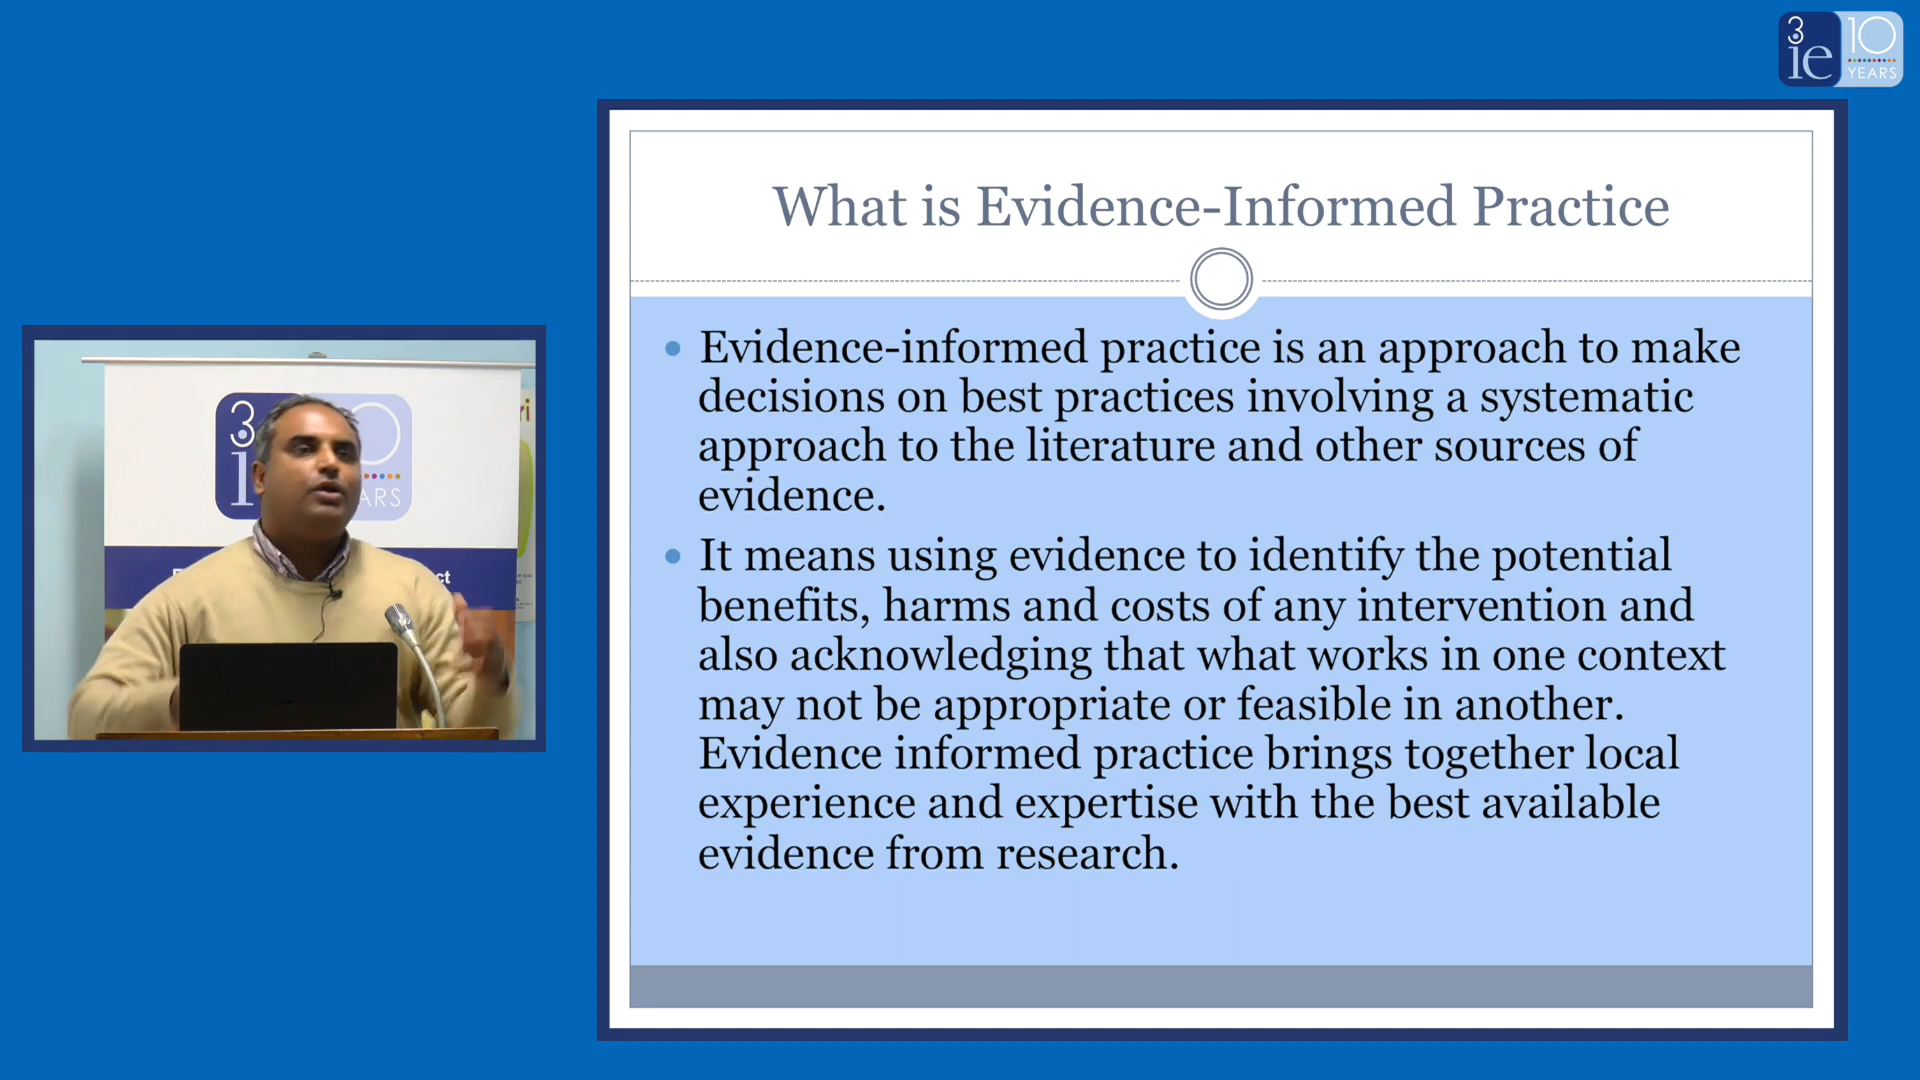 3
ie
10
YEARS
What is Evidence-Informed Practice
• Evidence-informed practice is an approach to make
decisions on best practices involving a systematic
approach to the literature and other sources of
evidence.
• It means using evidence to identify the potential
benefits, harms and costs of any intervention and
also acknowledging that what works in one context
may not be appropriate or feasible in another.
Evidence informed practice brings together local
experience and expertise with the best available
evidence from research.